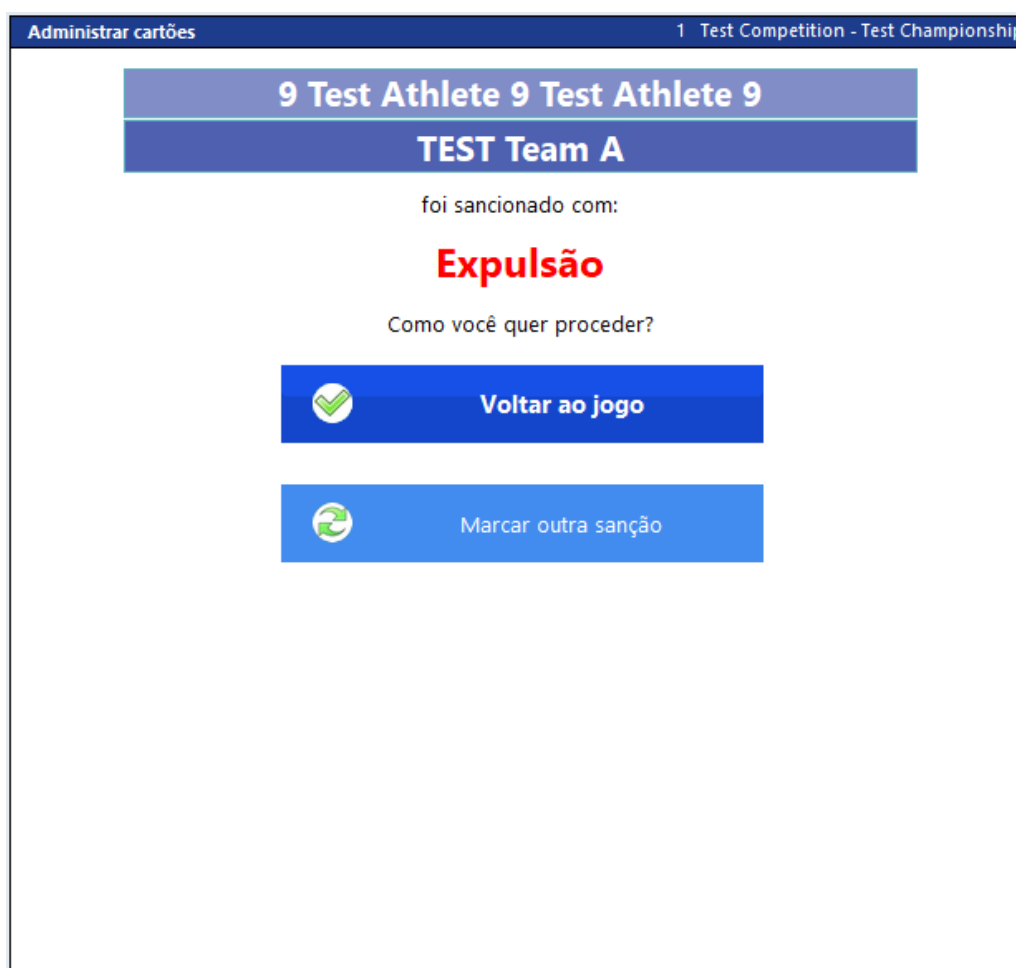 Administrar cartões
1 Test Competition - Test Championship
9 Test Athlete 9 Test Athlete 9
TEST Team A
foi sancionado com:
Expulsão
Como você quer proceder?
Voltar ao jogo
Marcar outra sanção